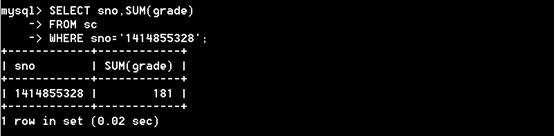 mysql> SELECT sno,SUM(grade)
    -> FROM sc
    -> WHERE sno='1414855328';
+------------+------------+
| sno        | SUM(grade) |
+------------+------------+
| 1414855328 |        181 |
+------------+------------+
1 row in set (0.02 sec)